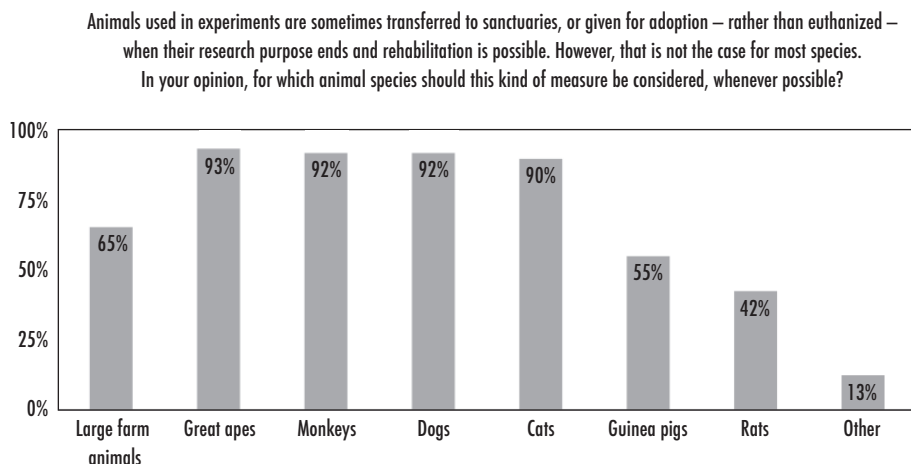 Animals used in experiments are sometimes transferred to sanctuaries, or given for adoption – rather than euthanized –
when their research purpose ends and rehabilitation is possible. However, that is not the case for most species.
In your opinion, for which animal species should this kind of measure be considered, whenever possible?
100%
75%
50%
25%
0%
65%
93%
92%
92%
90%
55%
42%
13%
Large farm
animals
Great apes
Monkeys
Dogs
Cats
Guinea pigs
Rats
Other